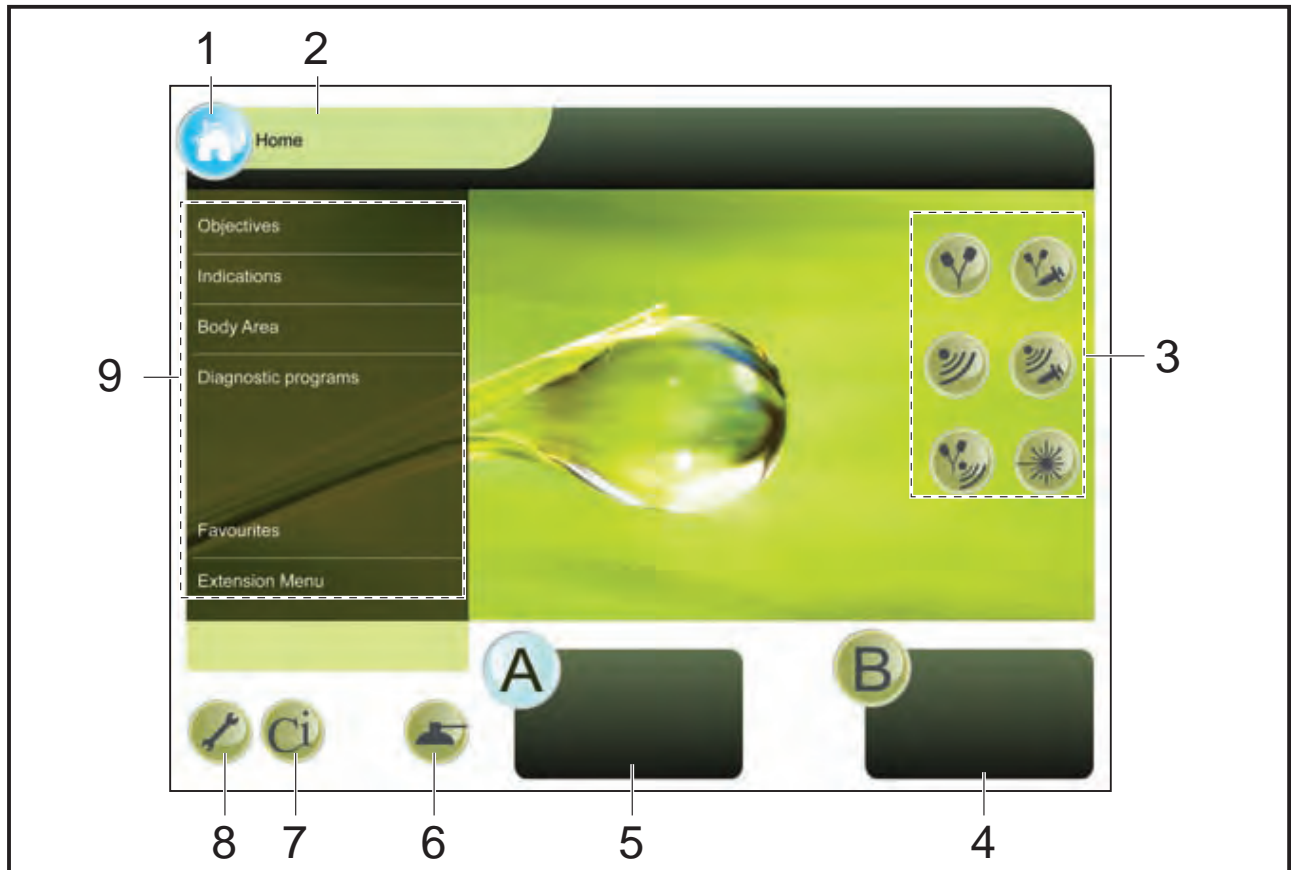 1 2
Home
Objectives
Indications
Body Area
Diagnostic programs
Favourites
Extension Menu
9
3
A
B
Ci
8 7 6 5 4